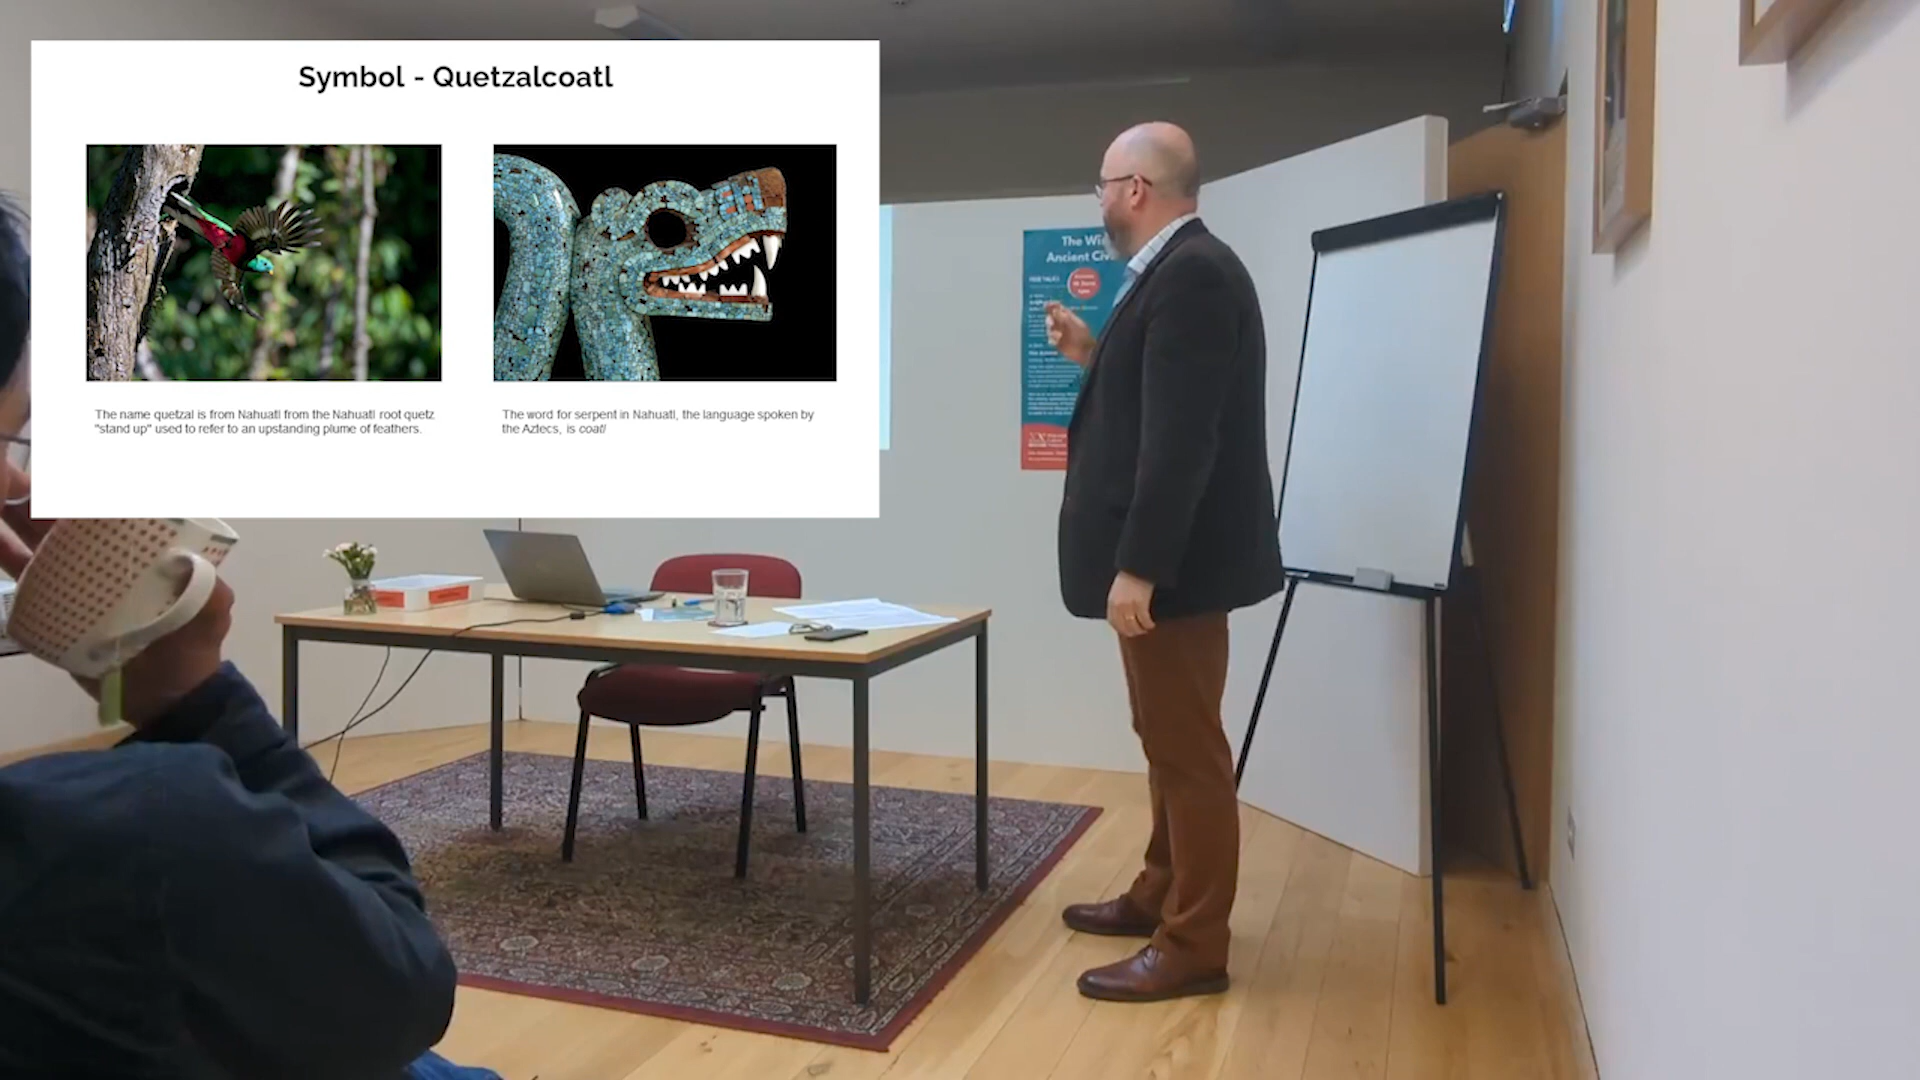 Symbol - Quetzalcoatl
The name quetzal is from Nahuatl from the Nahuatl root quetz
"stand up" used to refer to an upstanding plume of feathers.
The word for serpent in Nahuatl, the language spoken by
the Aztecs, is coatl
The
Ancient